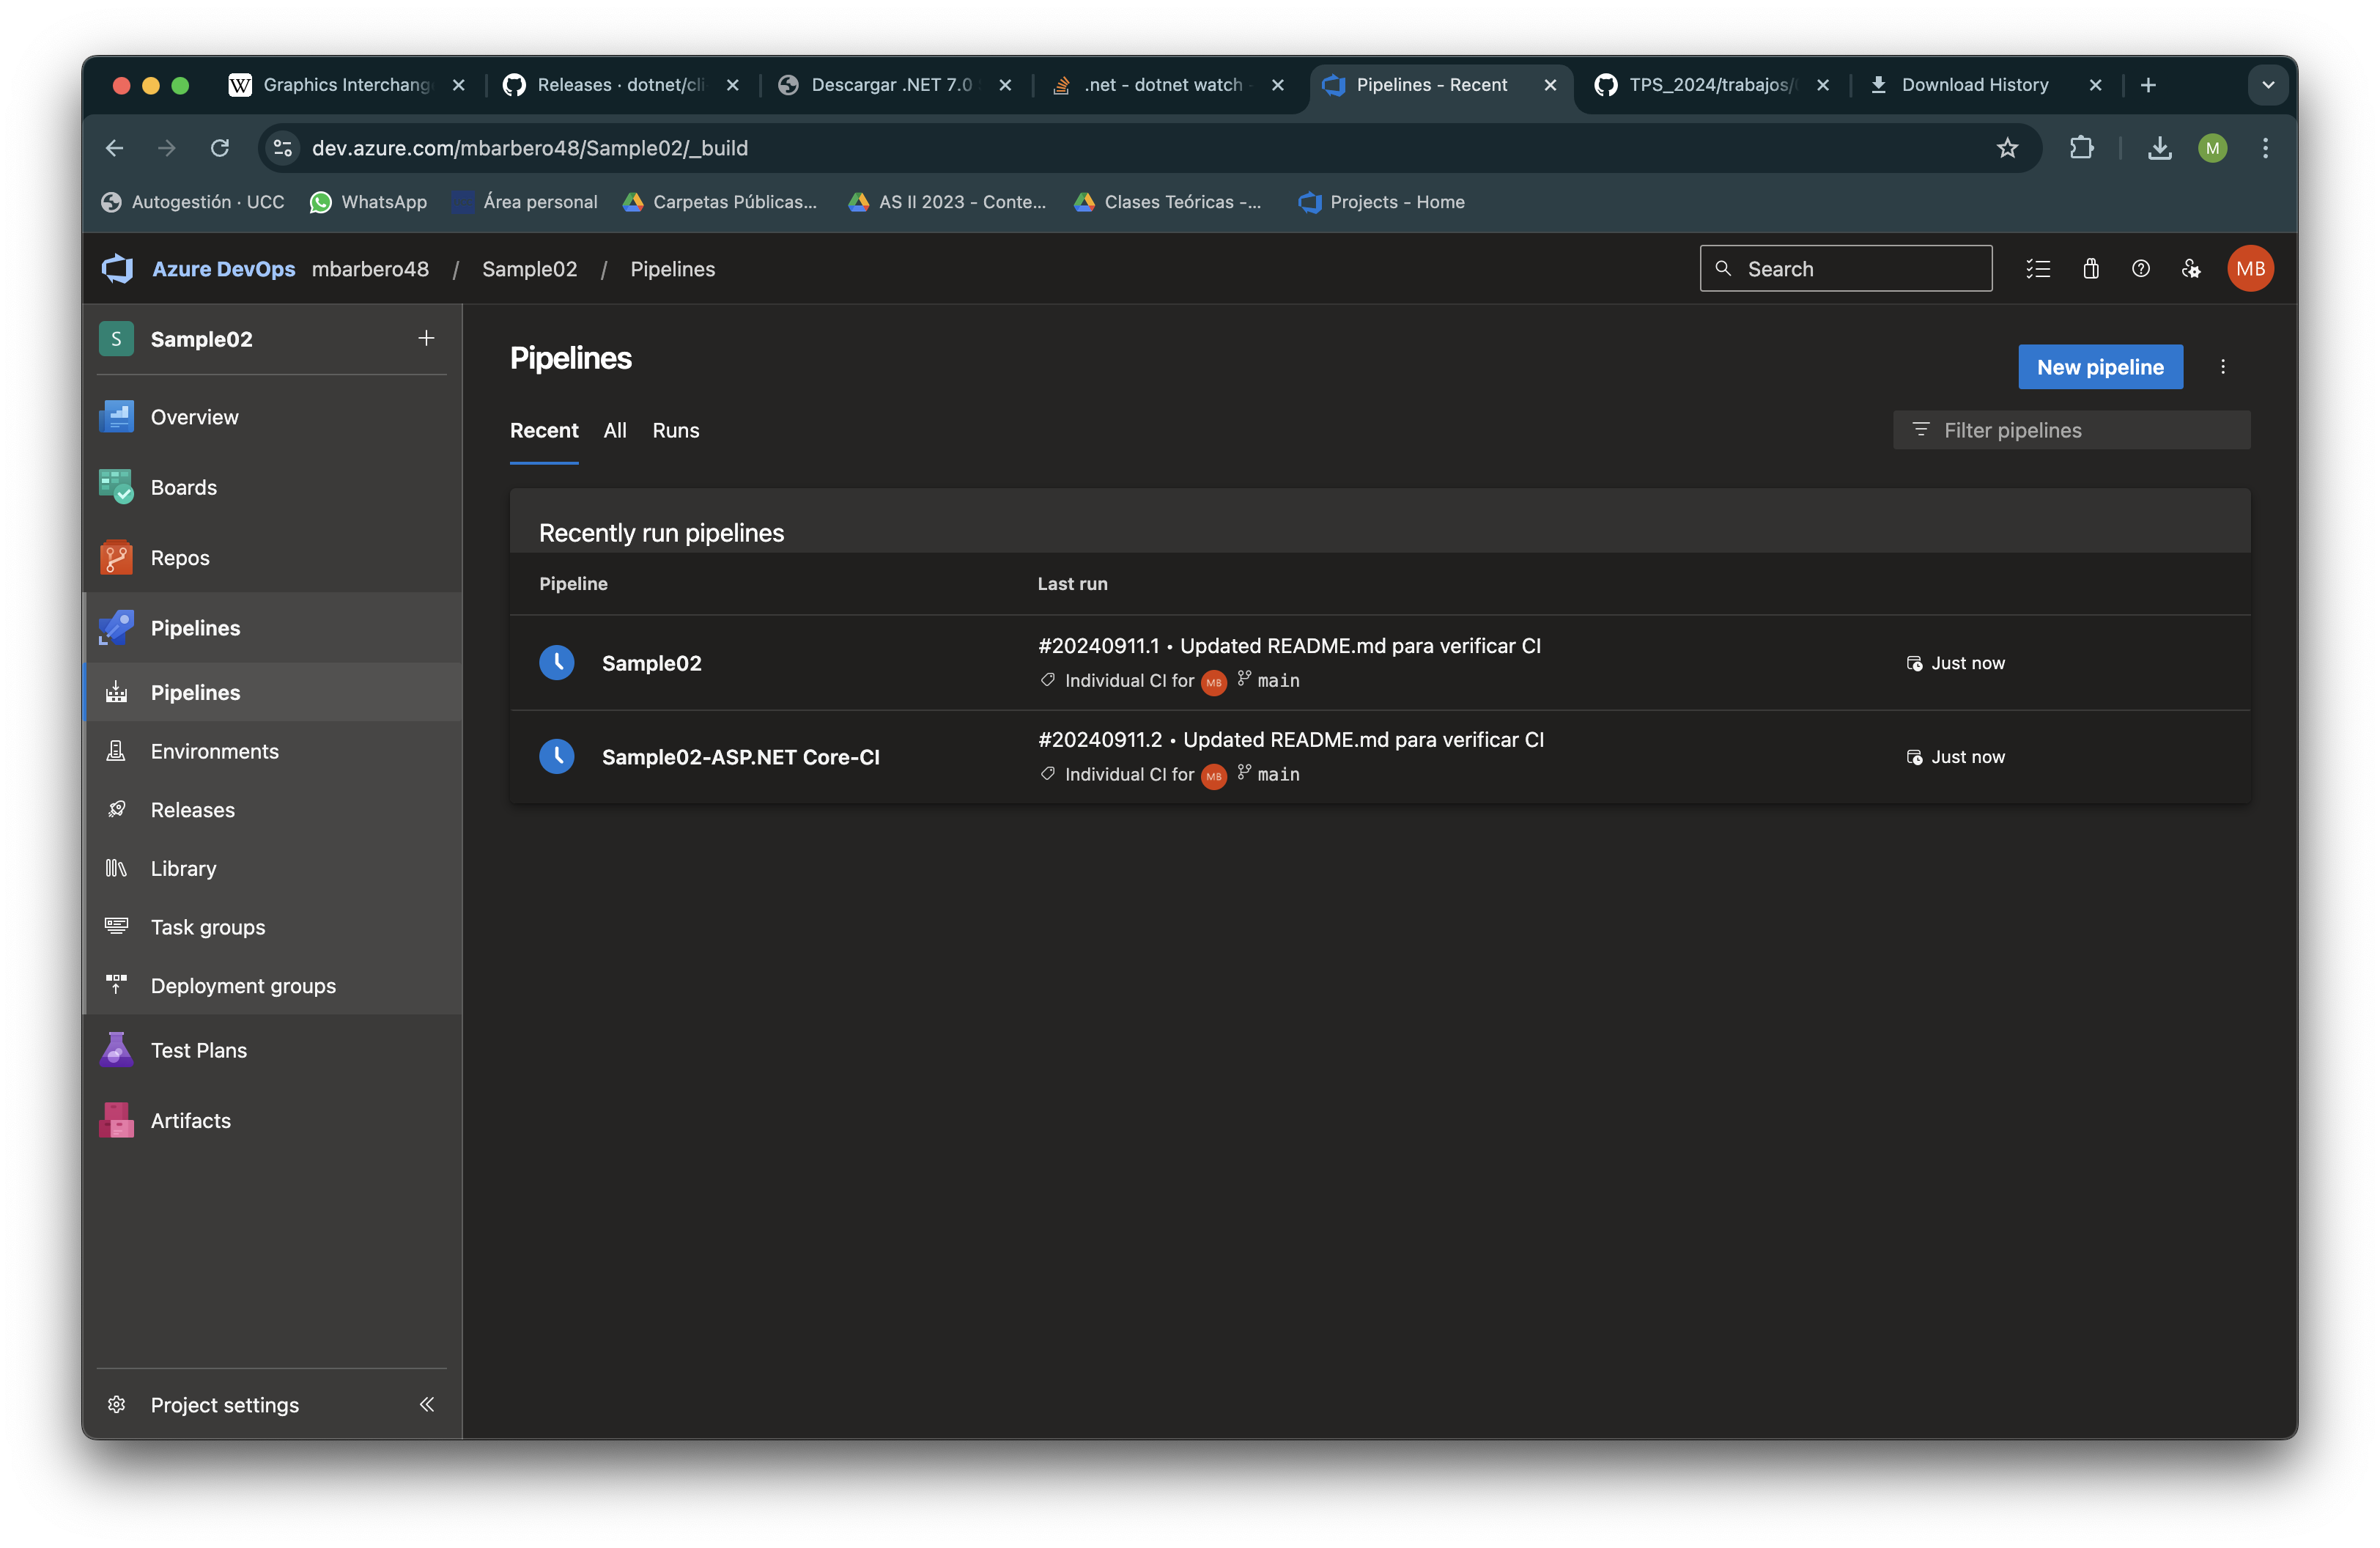 Graphics Interchang
Releases · dotnet/cli
Descargar .NET 7.0
.net - dotnet watch
Pipelines - Recent
TPS_2024/trabajos/
Download History
dev.azure.com/mbarbero48/Sample02/_build
M
Autogestión · UCC
WhatsApp
Área personal
Carpetas Públicas...
AS II 2023 - Conte...
Clases Teóricas -...
Projects - Home
Azure DevOps mbarbero48 / Sample02 / Pipelines
Search
MB
S Sample02
Overview
Boards
Repos
Pipelines
Pipelines
Environments
Releases
Library
Task groups
Deployment groups
Test Plans
Artifacts
Project settings
Pipelines
New pipeline
Recent All Runs
Filter pipelines
Recently run pipelines
Pipeline Last run
Sample02
#20240911.1 • Updated README.md para verificar CI
Individual CI for MB main
Just now
Sample02-ASP.NET Core-CI
#20240911.2 • Updated README.md para verificar CI
Individual CI for MB main
Just now